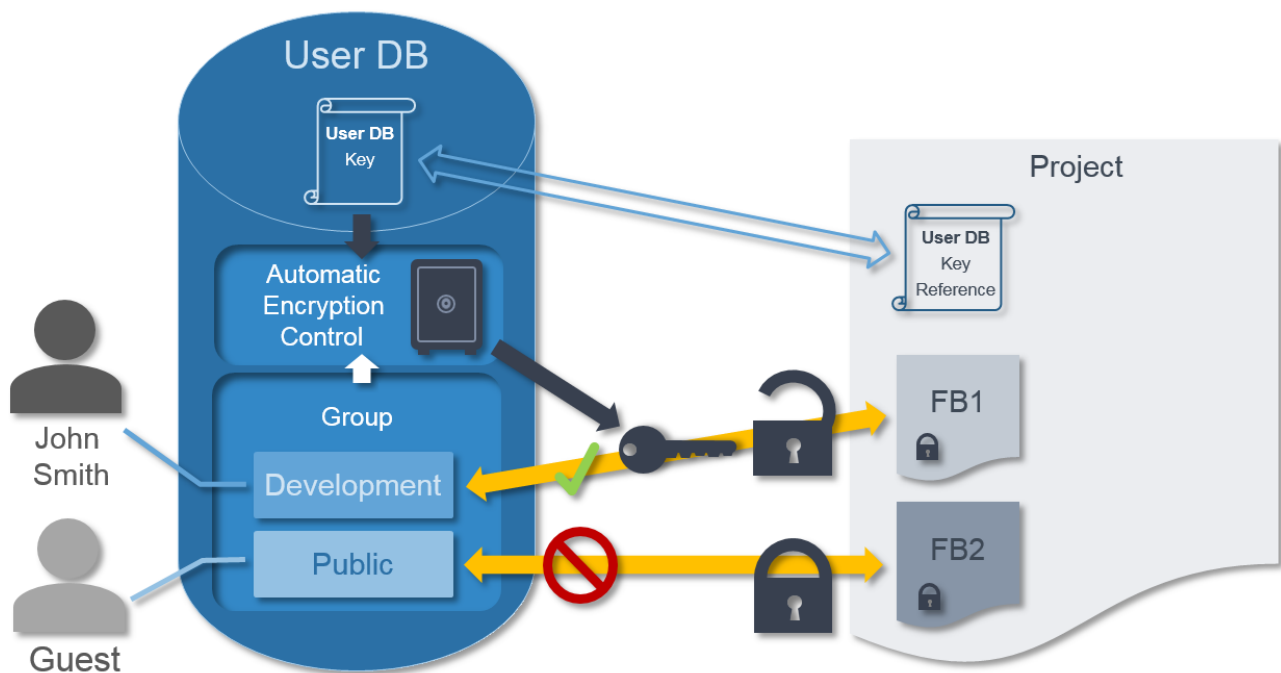 User DB
User DB
Key
Project
User DB
Key
Reference
Automatic
Encryption
Control
John
Smith
Group
Development
FB1
Public
FB2
Guest